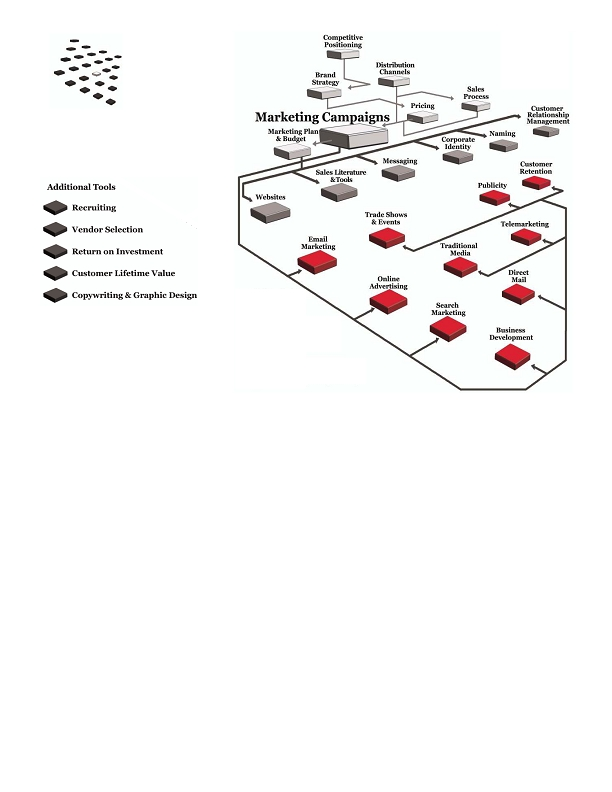 Competitive
Positioning
Distribution
Channels
Brand
Strategy
Sales
Process
Pricing
Marketing Campaigns
Customer
Relationship
Management
Marketing Plan
& Budget
Naming
Corporate
Identity
Messaging
Customer
Retention
Sales Literature
&Tools
Publicity
Websites
Additional Tools
Recruiting
Vendor Selection
Return on Investment
Customer Lifetime Value
Copywriting & Graphic Design
Trade Shows
& Events
Telemarketing
Email
Marketing
Traditional
Media
Direct
Mail
Online
Advertising
Search
Marketing
Business
Development